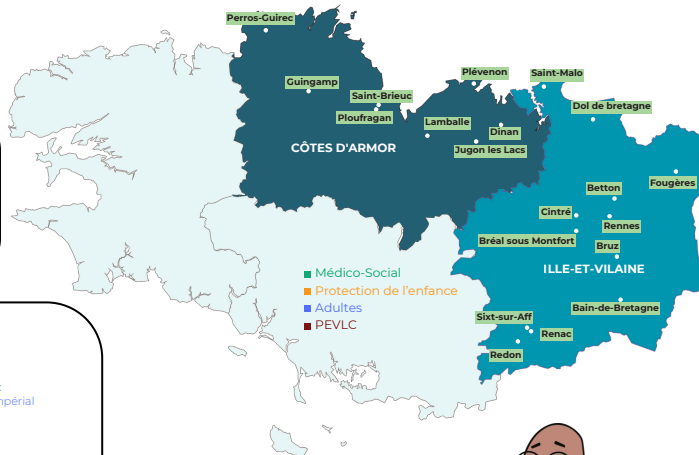 Perros-Guirec
Guingamp
Saint-Brieuc
Ploufragan
Plévenon
Saint-Malo
Dol de bretagne
Lamballe
Dinan
Jugon les Lacs
CÔTES D'ARMOR
Fougères
Betton
Cintré
Rennes
Bréal sous Montfort
Bruz
ILLE-ET-VILAINE
Médico-Social
Protection de l'enfance
Adultes
PEVLC
Bain-de-Bretagne
Sixt-sur-Aff
Renac
Redon